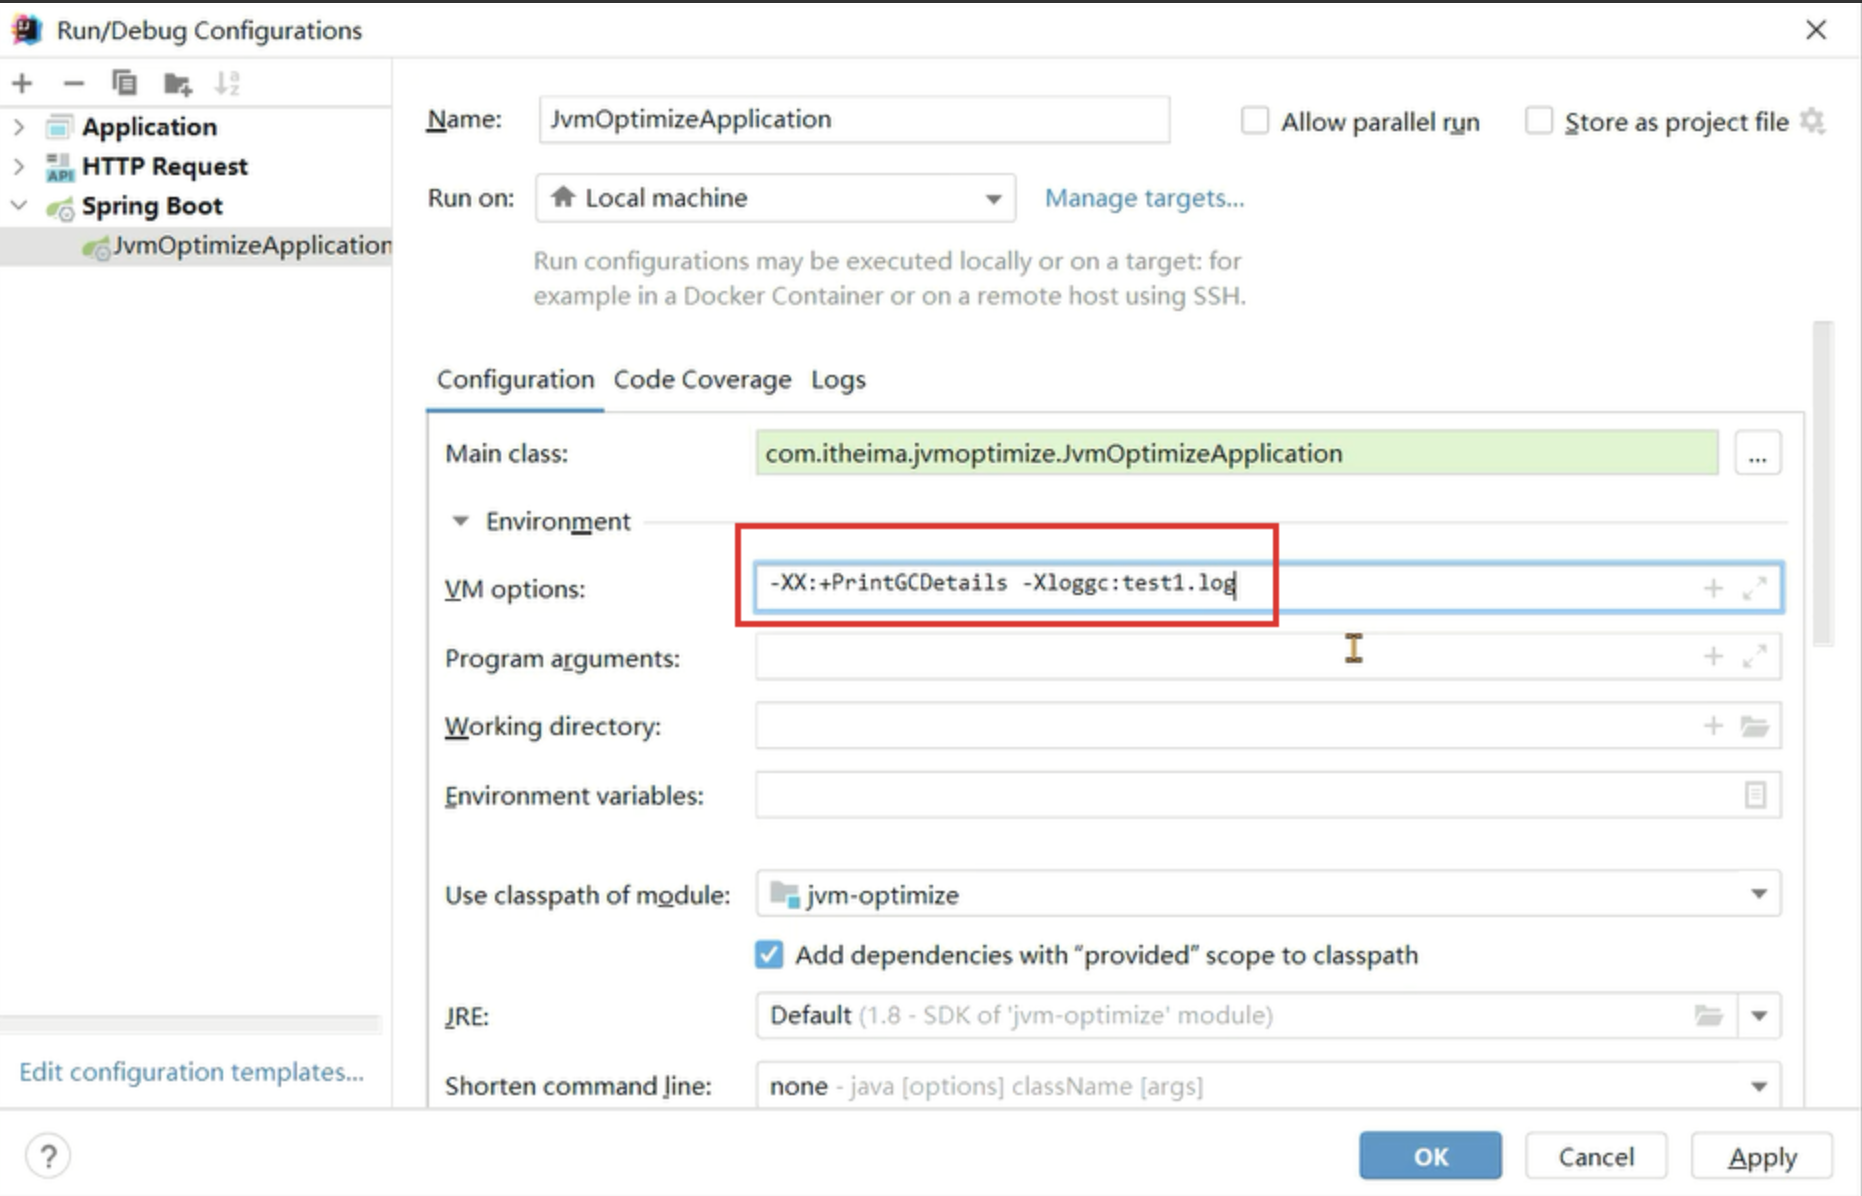 Run/Debug Configurations
Application
HTTP Request
API
Spring Boot
JvmOptimizeApplication
Edit configuration templates...
Name: JvmOptimizeApplication
Allow parallel run
Store as project file
Run on: Local machine
Manage targets...
Run configurations may be executed locally or on a target: for
example in a Docker Container or on a remote host using SSH.
Configuration Code Coverage Logs
Main class: com.itheima.jvmoptimize.JvmOptimizeApplication ...
Environment
VM options: -XX:+PrintGCDetails -Xloggc:test1.log
Program arguments:
Working directory:
Environment variables:
Use classpath of module: jvm-optimize
Add dependencies with “provided” scope to classpath
JRE: Default (1.8 - SDK of 'jvm-optimize' module)
Shorten command line: none - java [options] className [args]
? OK Cancel Apply